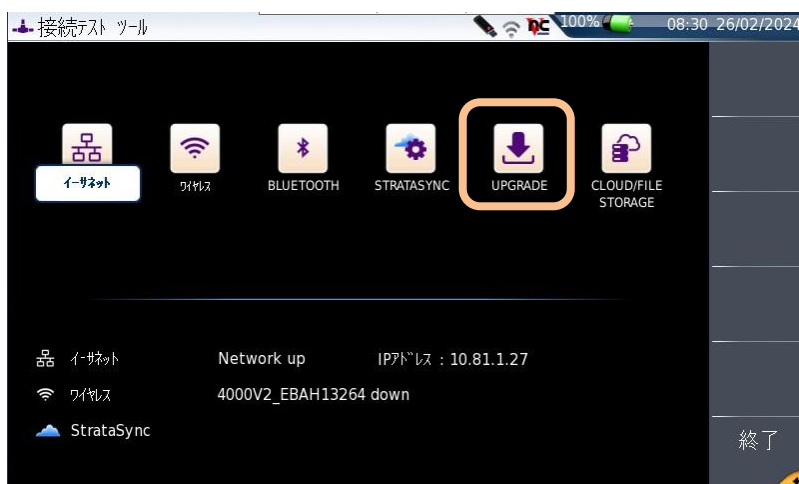 接続テスト ツール
100%
08:30 26/02/2024
イーサネット
ワイヤレス
BLUETOOTH
STRATASYNC
UPGRADE
CLOUD/FILE
STORAGE
イーサネット Network up IPアドレス : 10.81.1.27
ワイヤレス 4000V2_EBAH13264 down
StrataSync
終了